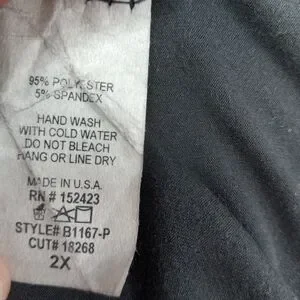 95% POLYESTER
5% SPANDEX
HAND WASH
WITH COLD WATER
DO NOT BLEACH
HANG OR LINE DRY
MADE IN U.S.A.
RN # 152423
STYLE# B1167-P
CUT# 18268
2X